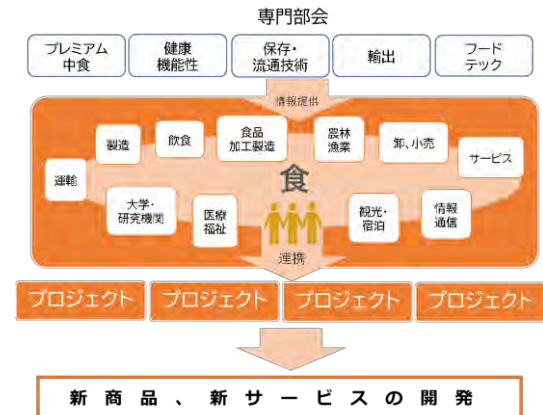 専門部会
プレミアム
中食
健康
機能性
保存・
流通技術
輸出
フード
テック
情報提供
製造
飲食
食品
加工製造
農林
漁業
卸、小売
サービス
運輸
食
大学・
研究機関
医療
福祉
観光・
宿泊
情報
通信
連携
プロジェクト
プロジェクト
プロジェクト
プロジェクト
新商品、新サービスの開発